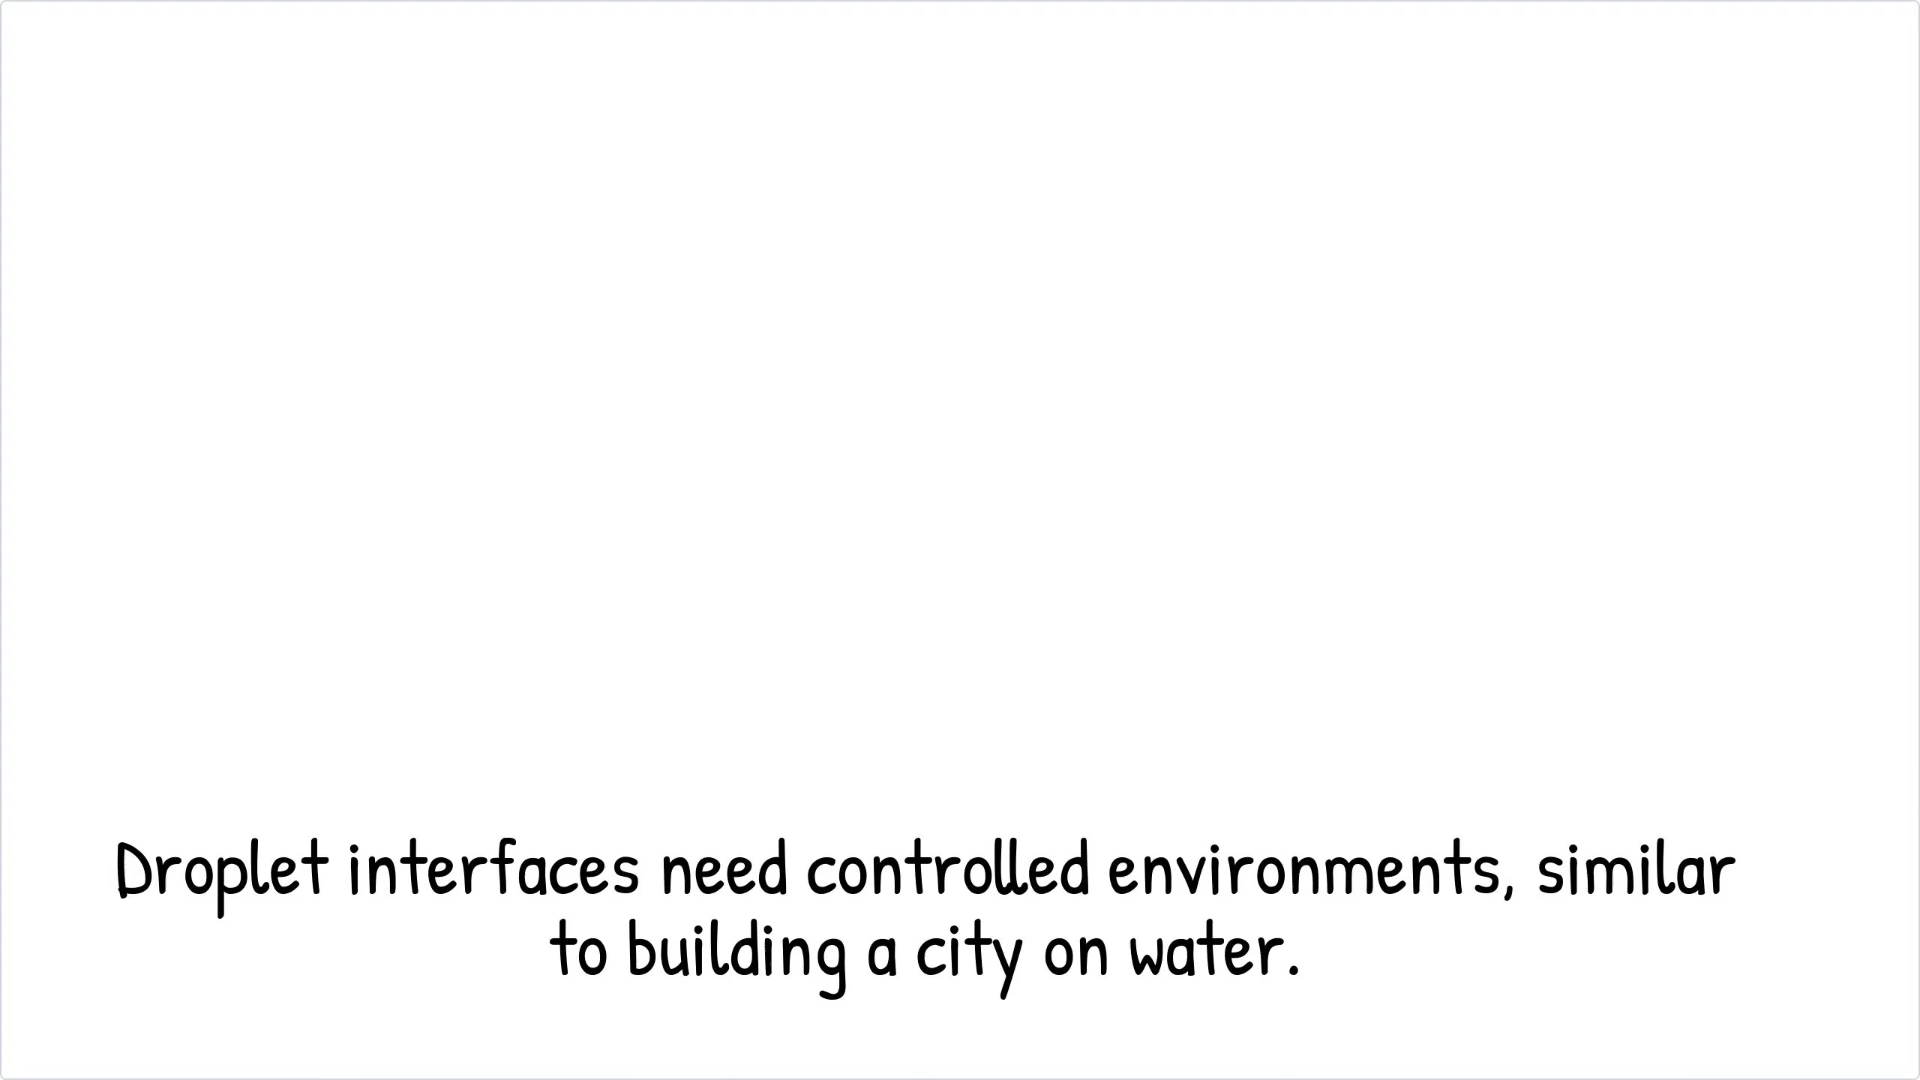 Droplet interfaces need controlled environments, similar
to building a city on water.